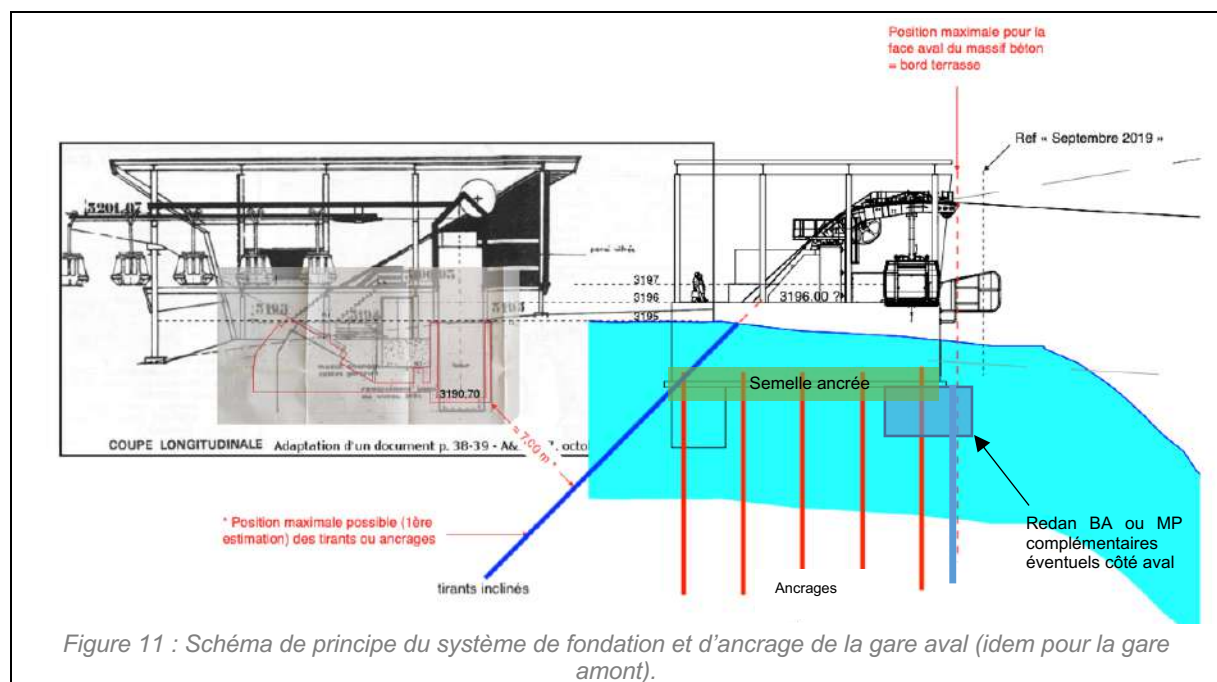 Position maximale pour la
face aval du massif béton
= bord terrasse
Ref « Septembre 2019 »
3201.07
3197
3196
3195
3196.00 ?
3193
3194
3195
3190,70
Semelle ancrée
COUPE LONGITUDINALE Adaptation d'un document p. 38-39 - A&
≈ 7,00 m *
* Position maximale possible (1ère
estimation) des tirants ou ancrages
tirants inclinés
Ancrages
Redan BA ou MP
complémentaires
éventuels côté aval
Figure 11 : Schéma de principe du système de fondation et d'ancrage de la gare aval (idem pour la gare
amont).